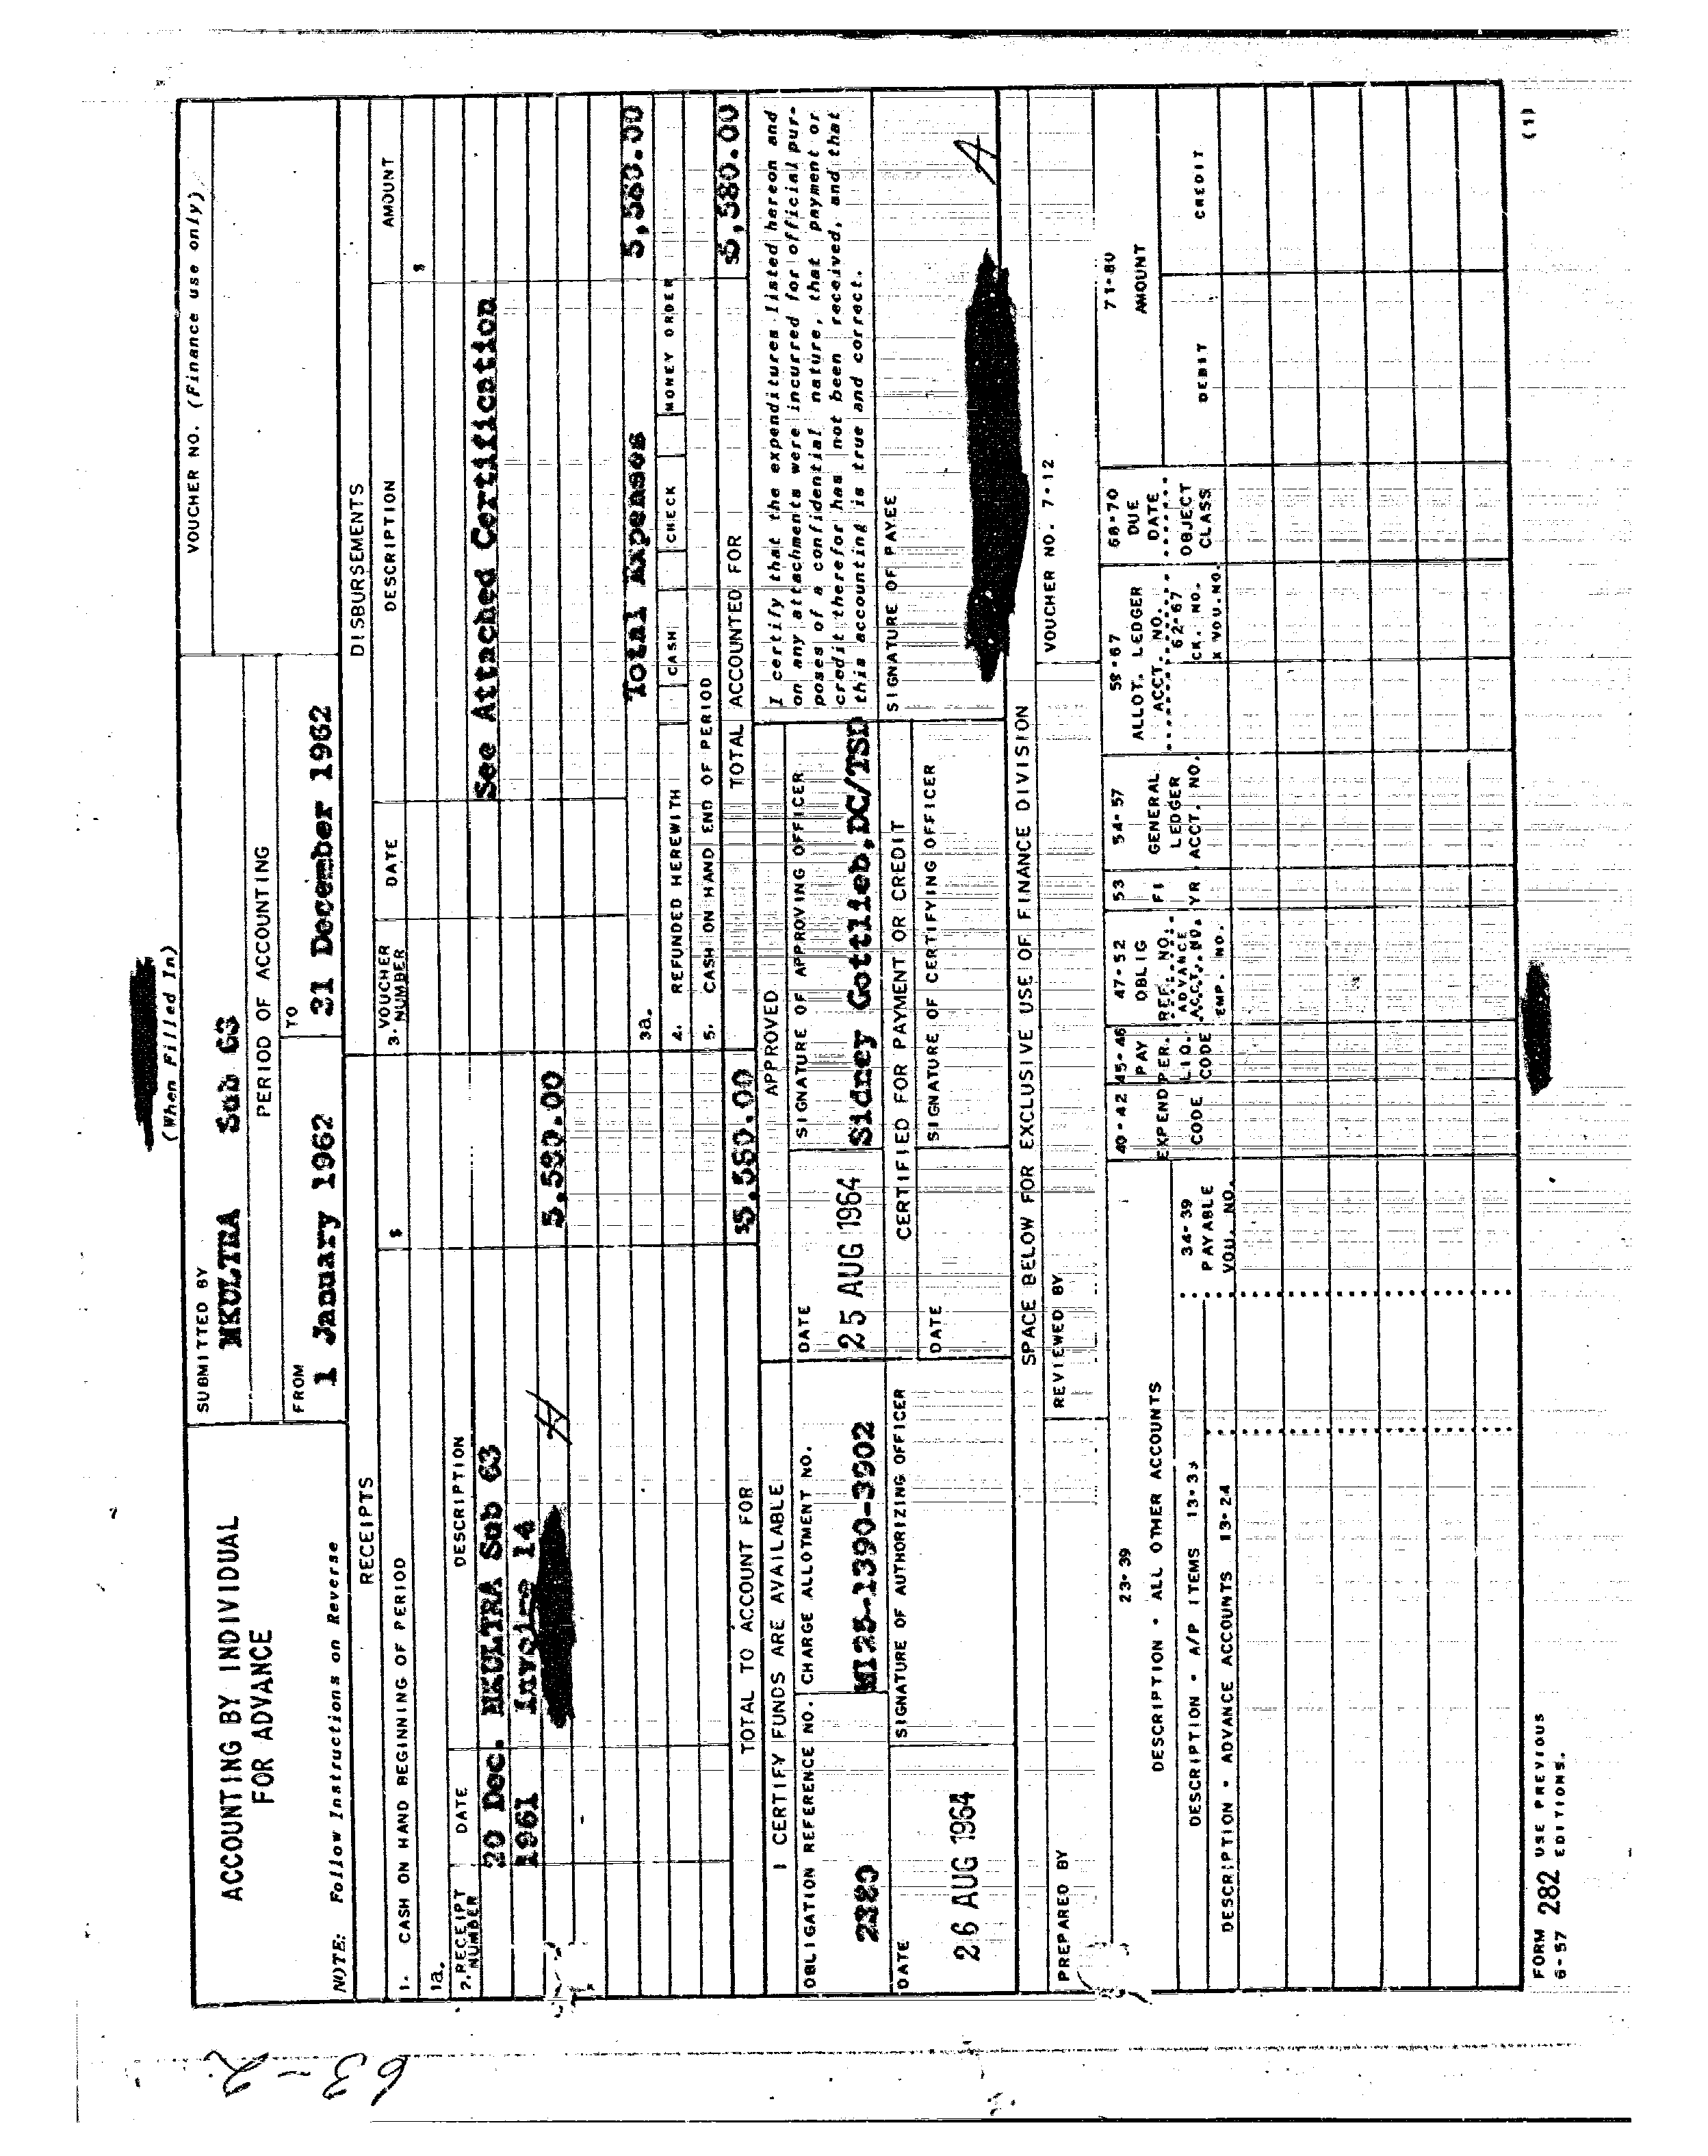 (When Filled In)
ACCOUNTING BY INDIVIDUAL
FOR ADVANCE
NOTE: Follow Instructions on Reverse
SUBMITTED BY
MKULTRA Sub 63
PERIOD OF ACCOUNTING
FROM
1 January 1962
TO
31 December 1962
VOUCHER NO. (Finance use only)
RECEIPTS
1. CASH ON HAND BEGINNING OF PERIOD
$
1a.
2. RECEIPT NUMBER
DATE
DESCRIPTION
20 Dec. MKULTRA Sub 63
1961 Invoice 14
5,580.00
TOTAL TO ACCOUNT FOR
$5,580.00
DISBURSEMENTS
3. VOUCHER NUMBER
DATE
DESCRIPTION
AMOUNT
$
See Attached Certification
3a.
Total Expenses 5,580.00
4. REFUNDED HEREWITH
CASH
CHECK
MONEY ORDER
5. CASH ON HAND END OF PERIOD
TOTAL ACCOUNTED FOR
$5,580.00
I CERTIFY FUNDS ARE AVAILABLE
OBLIGATION REFERENCE NO.
2380
CHARGE ALLOTMENT NO.
M125-1390-3902
DATE
26 AUG 1964
SIGNATURE OF AUTHORIZING OFFICER
APPROVED
DATE
25 AUG 1964
SIGNATURE OF APPROVING OFFICER
Sidney Gottlieb, DC/TSD
CERTIFIED FOR PAYMENT OR CREDIT
DATE
SIGNATURE OF CERTIFYING OFFICER
I certify that the expenditures listed hereon and
on any attachments were incurred for official pur-
poses of a confidential nature, that payment or
credit therefor has not been received, and that
this accounting is true and correct.
SIGNATURE OF PAYEE
SPACE BELOW FOR EXCLUSIVE USE OF FINANCE DIVISION
PREPARED BY
REVIEWED BY
VOUCHER NO. 7-12
23-39
DESCRIPTION - ALL OTHER ACCOUNTS
DESCRIPTION - A/P ITEMS 13-33
DESCRIPTION - ADVANCE ACCOUNTS 13-24
34-39
PAYABLE
VOU. NO.
40-42
EXPEND
CODE
45-46
PAY
PER.
LIQ.
CODE
47-52
OBLIG
REF. NO.
ADVANCE
ACCT. NO.
EMP. NO.
53
FI
YR
54-57
GENERAL
LEDGER
ACCT. NO.
58-67
ALLOT. LEDGER
ACCT. NO.
62-67
CK. NO.
X VOU.NO.
68-70
DUE
DATE
OBJECT
CLASS
71-80
AMOUNT
DEBIT
CREDIT
FORM 282 USE PREVIOUS
6-57 EDITIONS.
(1)
63-2